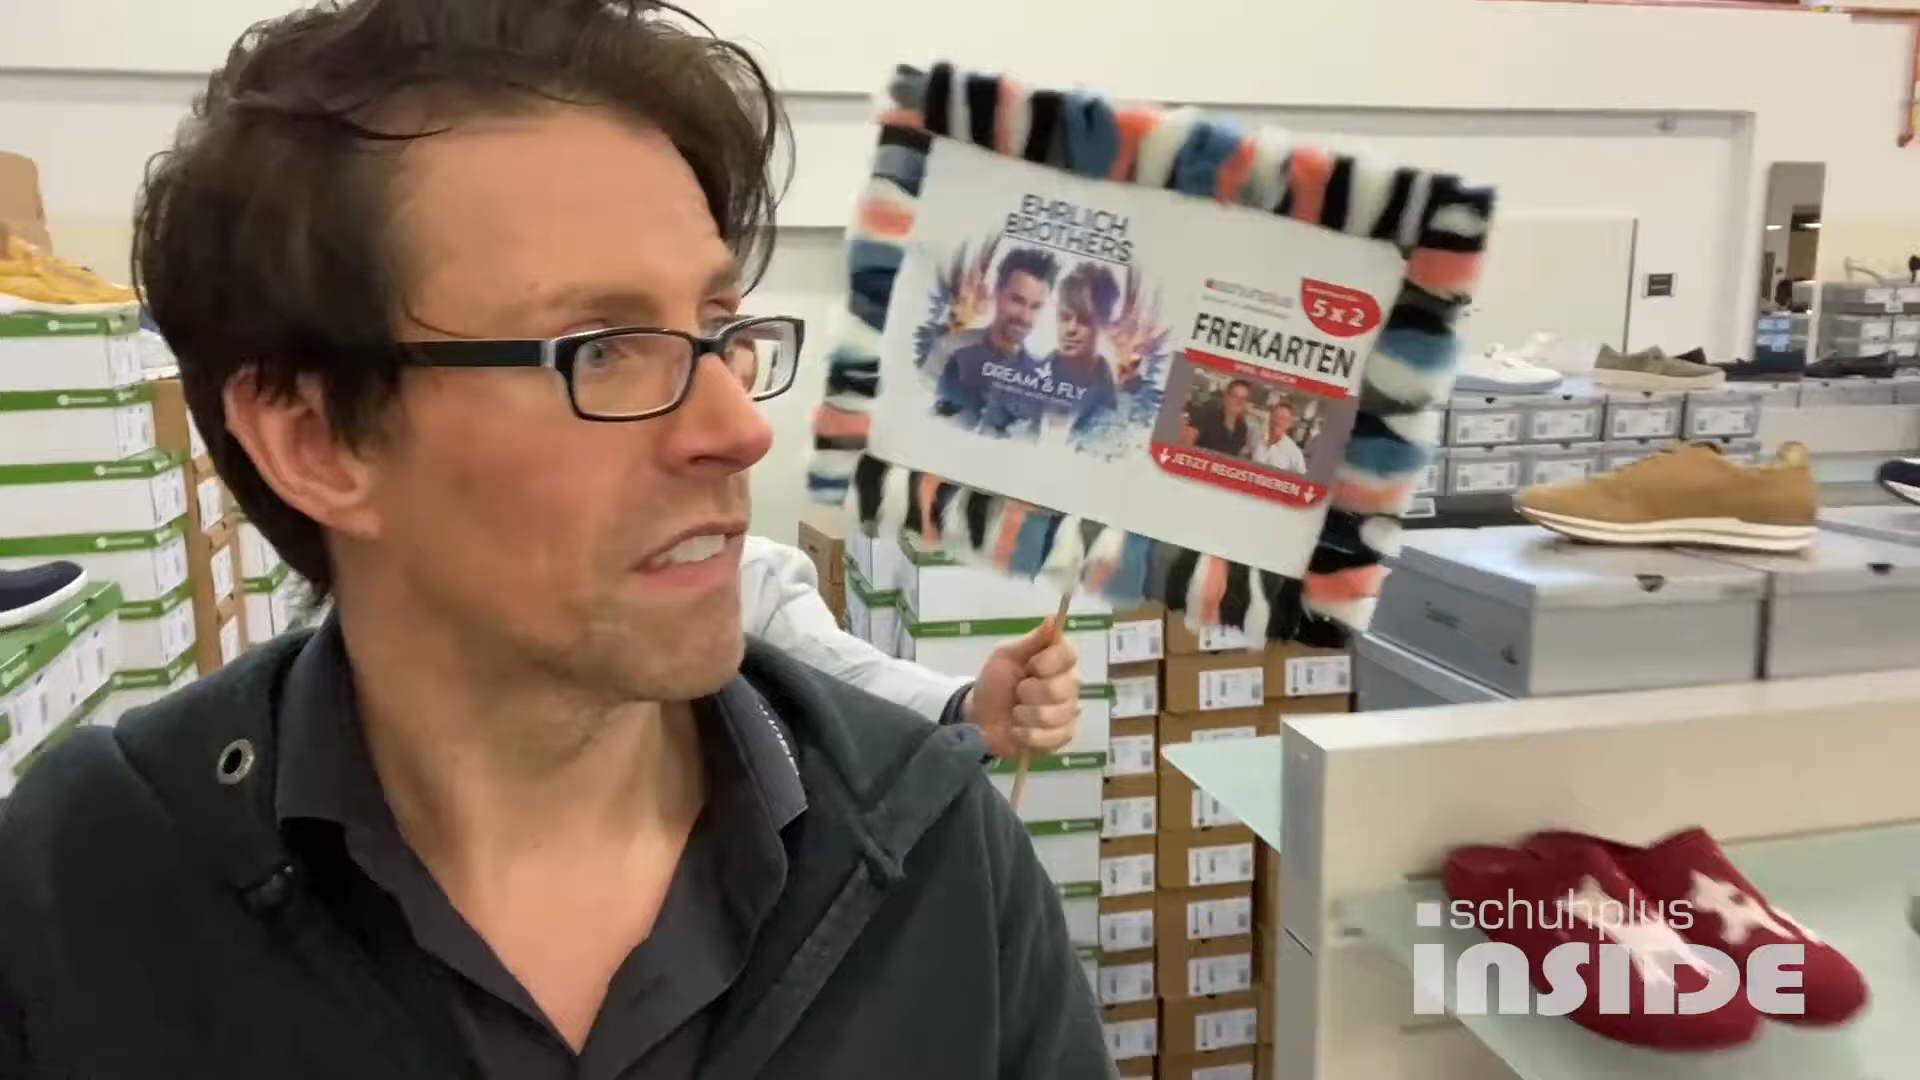 EHRLICH
BROTHERS
DREAM & FLY
schuhplus
5 x 2
FREIKARTEN
↓ JETZT REGISTRIEREN ↓
schuhplus
INSIDE